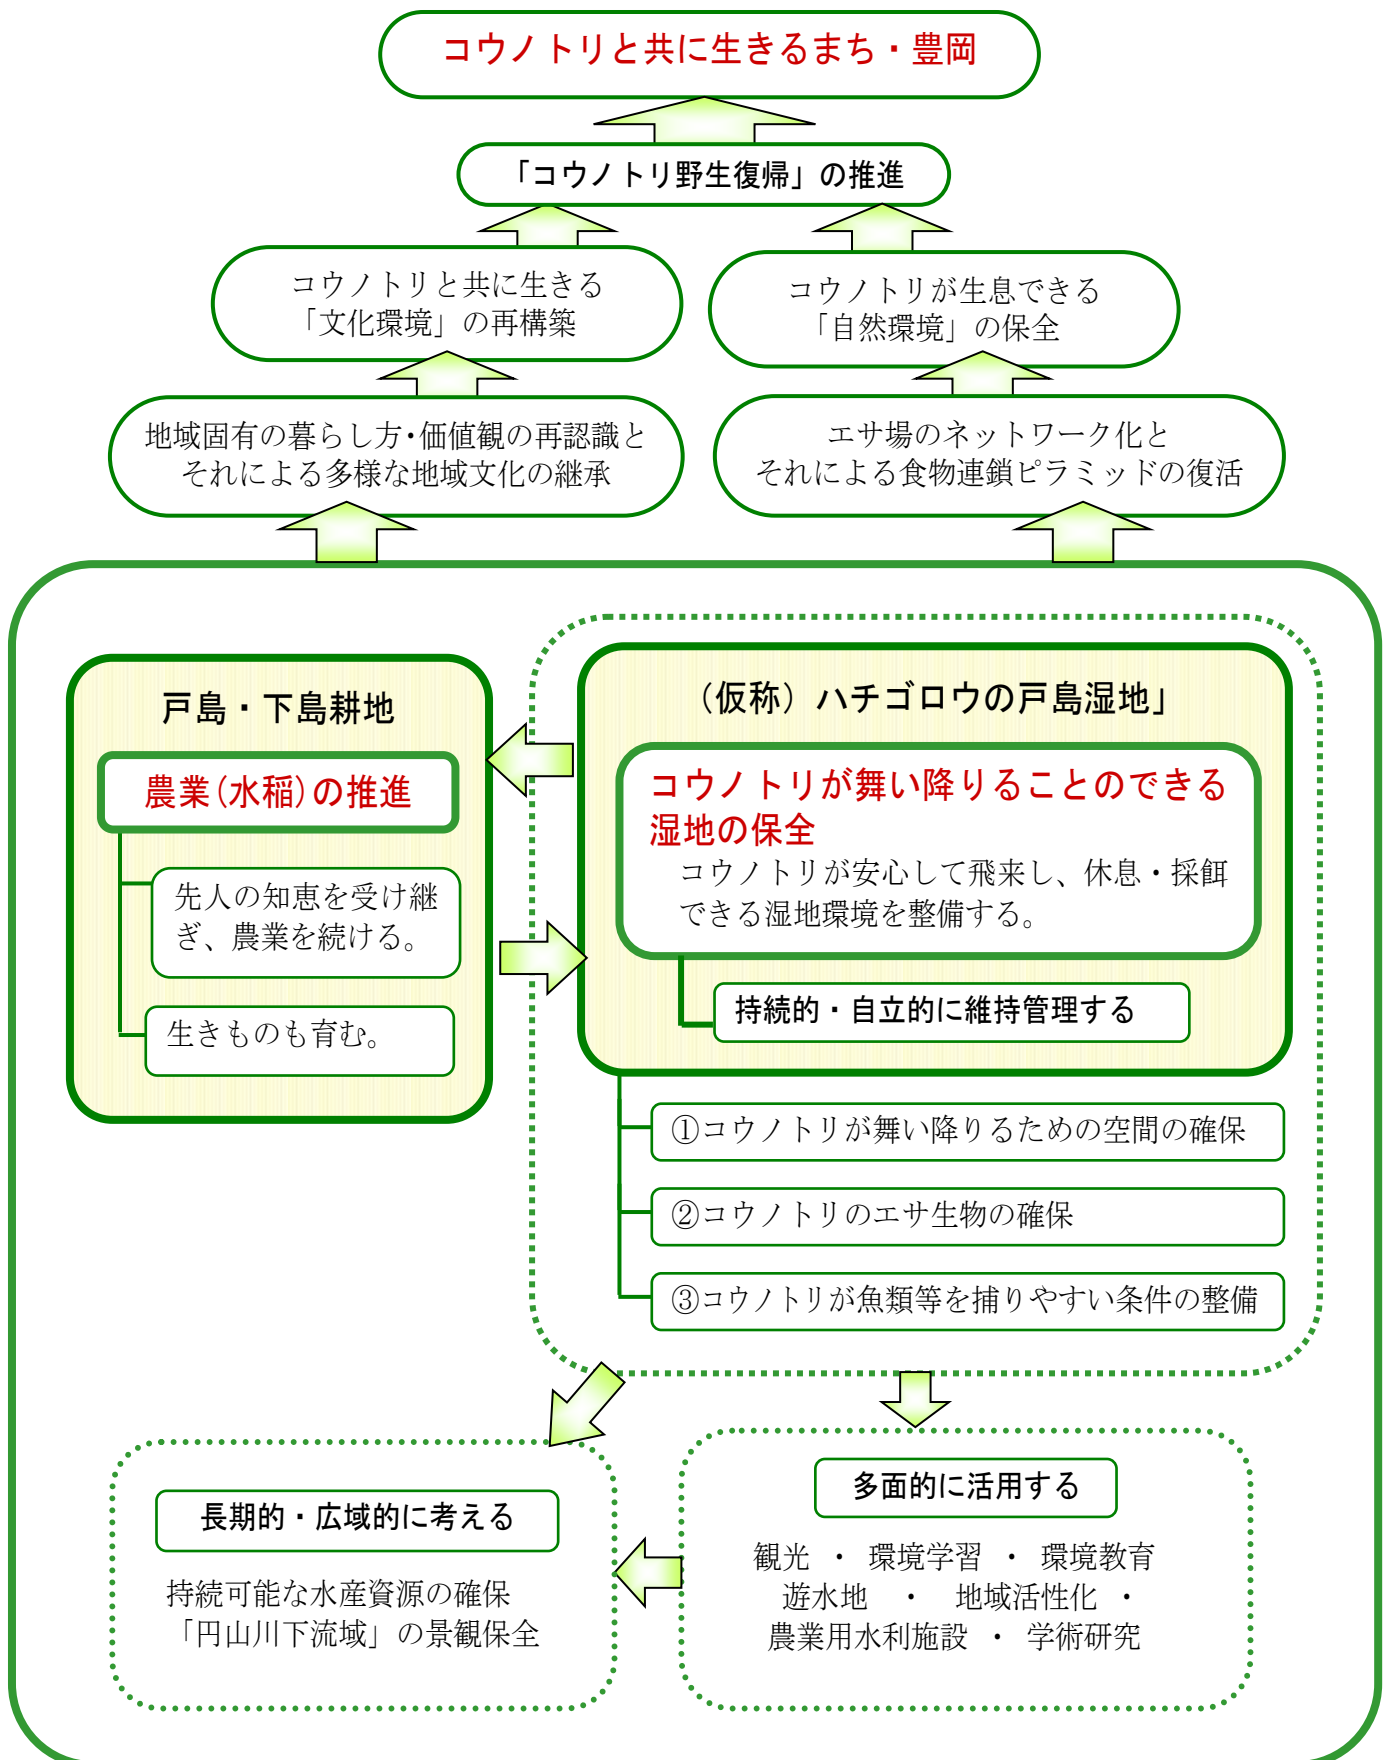 コウノトリと共に生きるまち・豊岡
「コウノトリ野生復帰」の推進
コウノトリと共に生きる
「文化環境」の再構築
コウノトリが生息できる
「自然環境」の保全
地域固有の暮らし方・価値観の再認識と
それによる多様な地域文化の継承
エサ場のネットワーク化と
それによる食物連鎖ピラミッドの復活
戸島・下島耕地
農業(水稲)の推進
先人の知恵を受け継
ぎ、農業を続ける。
生きものも育む。
（仮称）ハチゴロウの戸島湿地」
コウノトリが舞い降りることのできる
湿地の保全
コウノトリが安心して飛来し、休息・採餌
できる湿地環境を整備する。
持続的・自立的に維持管理する
①コウノトリが舞い降りるための空間の確保
②コウノトリのエサ生物の確保
③コウノトリが魚類等を捕りやすい条件の整備
長期的・広域的に考える
持続可能な水産資源の確保
「円山川下流域」の景観保全
多面的に活用する
観光 ・ 環境学習 ・ 環境教育
遊水地 ・ 地域活性化 ・
農業用水利施設 ・ 学術研究